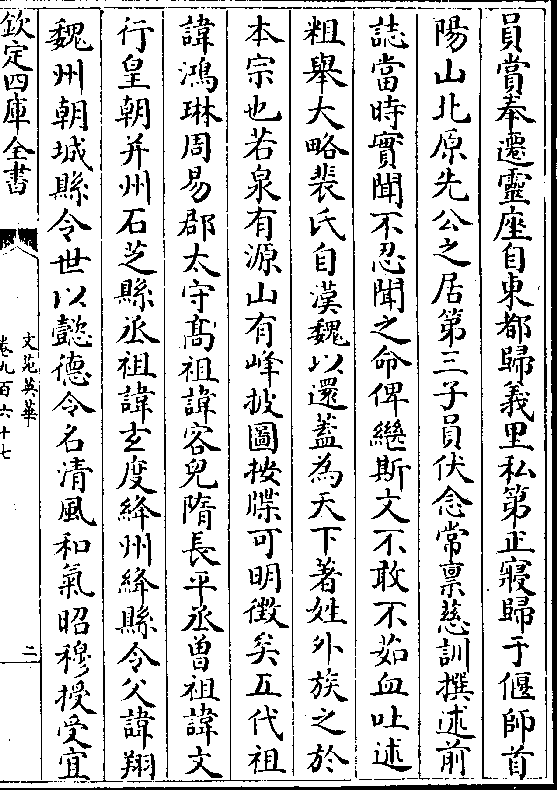 員賞奉遷靈座自東都歸義里私第正寢歸于偃師首
陽山北原先公之居第三子員伏念常禀慈訓撰述前
誌當時實聞不忍聞之命俾繼斯文不敢不茹血吐述
粗舉大略裴氏自漢魏以還蓋為天下著姓外族之於
本宗也若泉有源山有峰披圖按牒可明徵矣五代祖
諱鴻琳周易郡太守髙祖諱客兒隋長平丞曽祖諱文
行皇朝并州石艾縣丞祖諱玄度絳州絳縣令父諱翔
魏州朝城縣令世以懿德令名清風和氣昭穆授受宜
欽定四庫全書
文苑英華
卷九百六十七
二